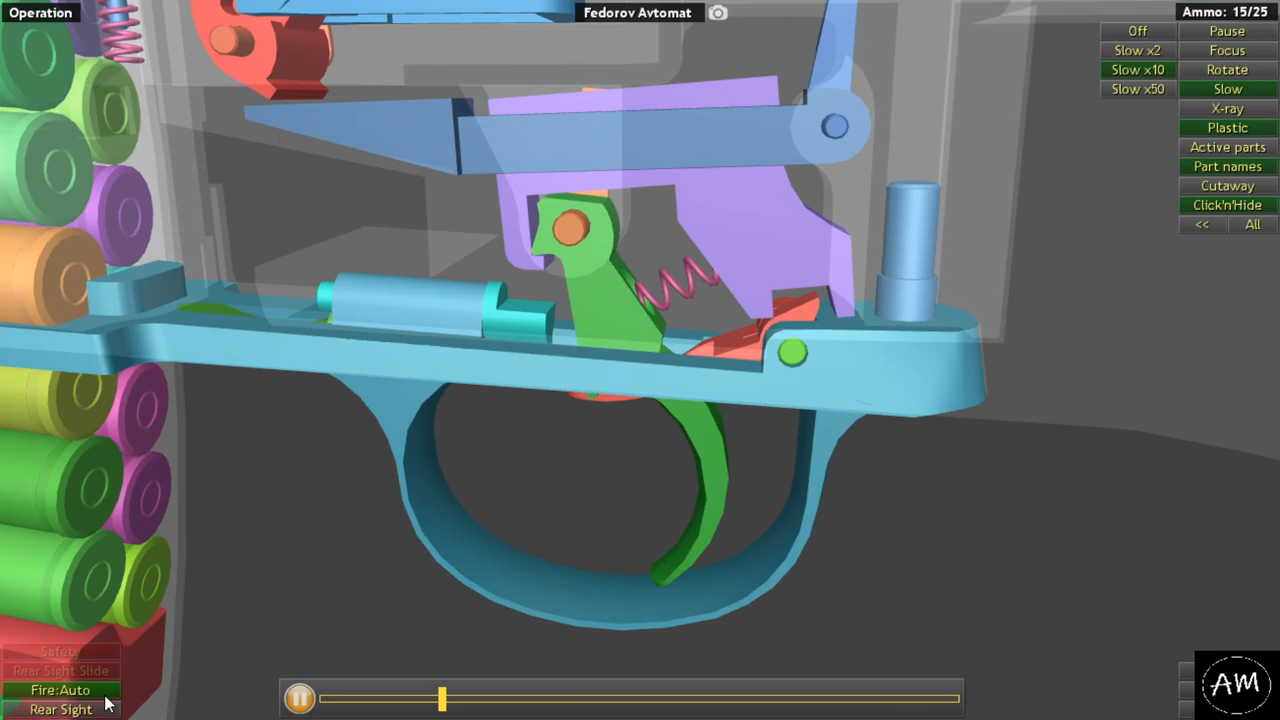 Operation
Fedorov Avtomat
Ammo: 15/25
Off
Pause
Slow x2
Focus
Slow x10
Rotate
Slow x50
Slow
X-ray
Plastic
Active parts
Part names
Cutaway
Click'n'Hide
<< All
Safety
Rear Sight Slide
Fire:Auto
Rear Sight
AM